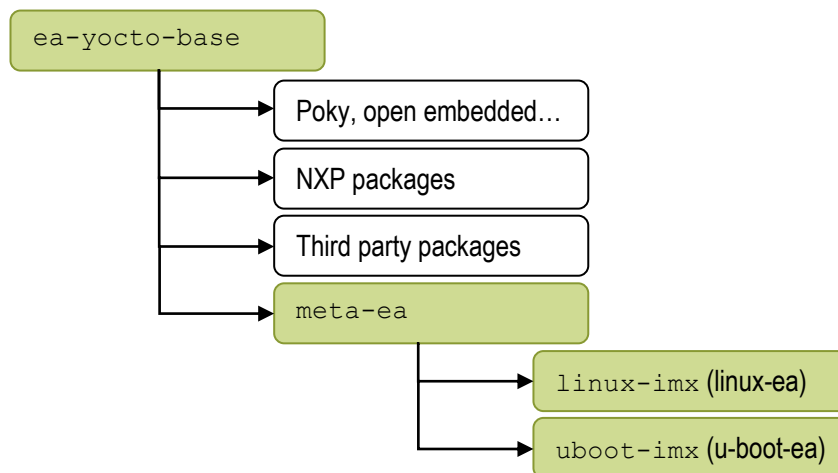 ea-yocto-base
Poky, open embedded…
NXP packages
Third party packages
meta-ea
linux-imx (linux-ea)
uboot-imx (u-boot-ea)